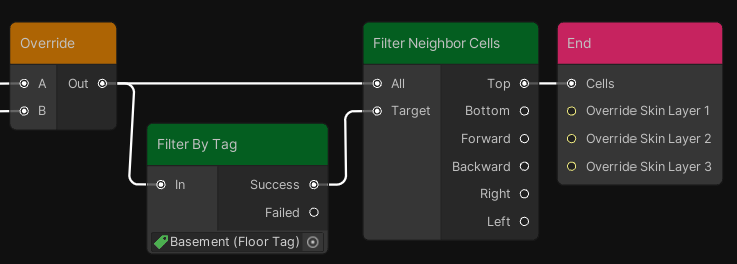 Override
A Out
B
Filter By Tag
In Success
Failed
Basement (Floor Tag)
Filter Neighbor Cells
All Top
Target Bottom
Forward
Backward
Right
Left
End
Cells
Override Skin Layer 1
Override Skin Layer 2
Override Skin Layer 3